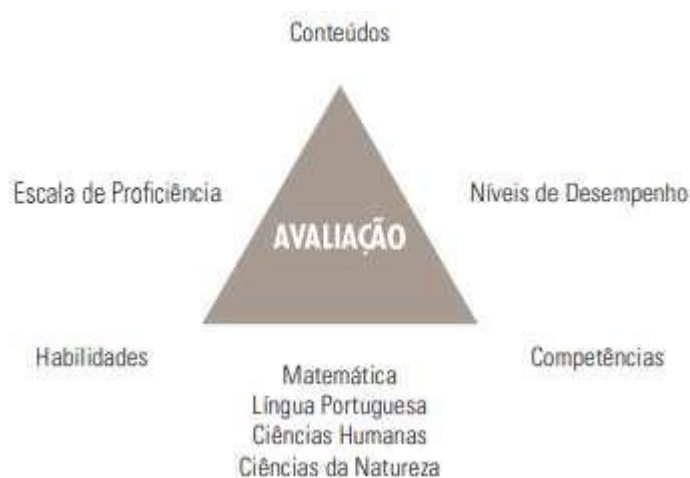 Conteúdos
Escala de Proficiência
Níveis de Desempenho
AVALIAÇÃO
Habilidades
Competências
Matemática
Língua Portuguesa
Ciências Humanas
Ciências da Natureza